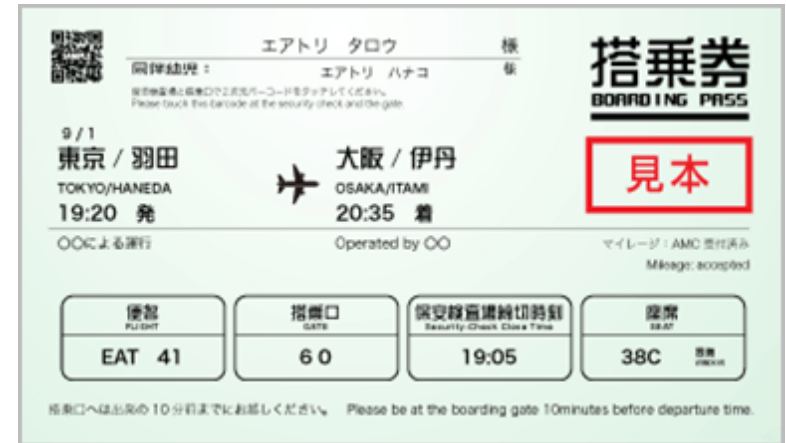 エアトリ タロウ 様
同伴幼児： エアトリ ハナコ 様
Please touch this barcode at the security check and the gate.
搭乗券
BOARDING PASS
見本
9/1
東京 / 羽田 大阪 / 伊丹
TOKYO/HANEDA OSAKA/ITAMI
19:20 発 20:35 着
〇〇による運行 Operated by 〇〇 マイレージ：AMC 受付済み
Mileage: accepted
便名 搭乗口 保安検査場締切時刻 座席
FLIGHT GATE Security Check Close Time SEAT
EAT 41 60 19:05 38C
搭乗口へは出発の10分前までにお越しください。 Please be at the boarding gate 10minutes before departure time.